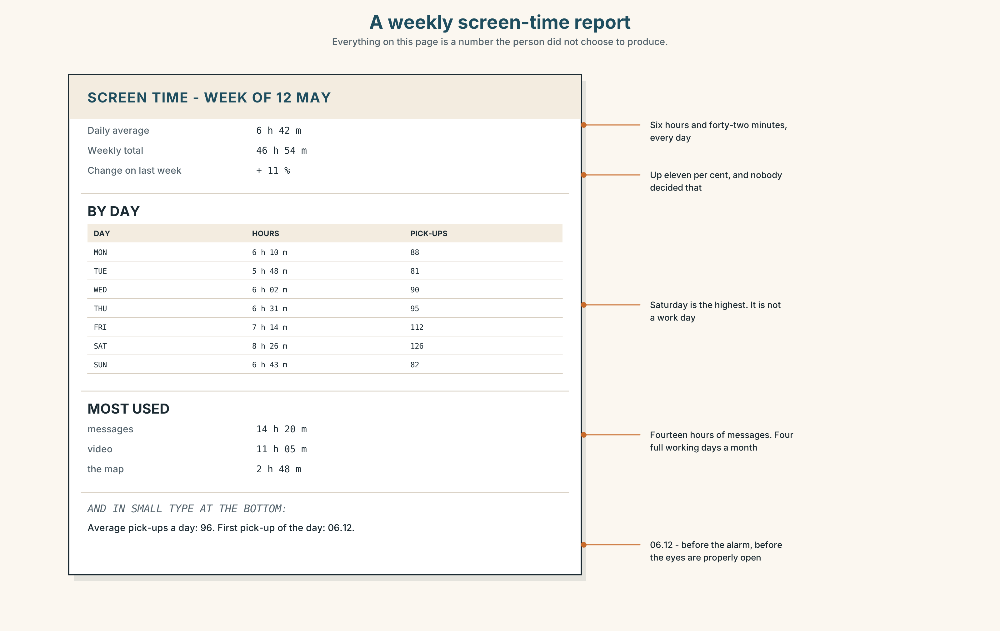 A weekly screen-time report
Everything on this page is a number the person did not choose to produce.
SCREEN TIME - WEEK OF 12 MAY
Daily average 6 h 42 m
Weekly total 46 h 54 m
Change on last week + 11 %
BY DAY
DAY HOURS PICK-UPS
MON 6 h 10 m 88
TUE 5 h 48 m 81
WED 6 h 02 m 90
THU 6 h 31 m 95
FRI 7 h 14 m 112
SAT 8 h 26 m 126
SUN 6 h 43 m 82
MOST USED
messages 14 h 20 m
video 11 h 05 m
the map 2 h 48 m
AND IN SMALL TYPE AT THE BOTTOM:
Average pick-ups a day: 96. First pick-up of the day: 06.12.
Six hours and forty-two minutes,
every day
Up eleven per cent, and nobody
decided that
Saturday is the highest. It is not
a work day
Fourteen hours of messages. Four
full working days a month
06.12 - before the alarm, before
the eyes are properly open